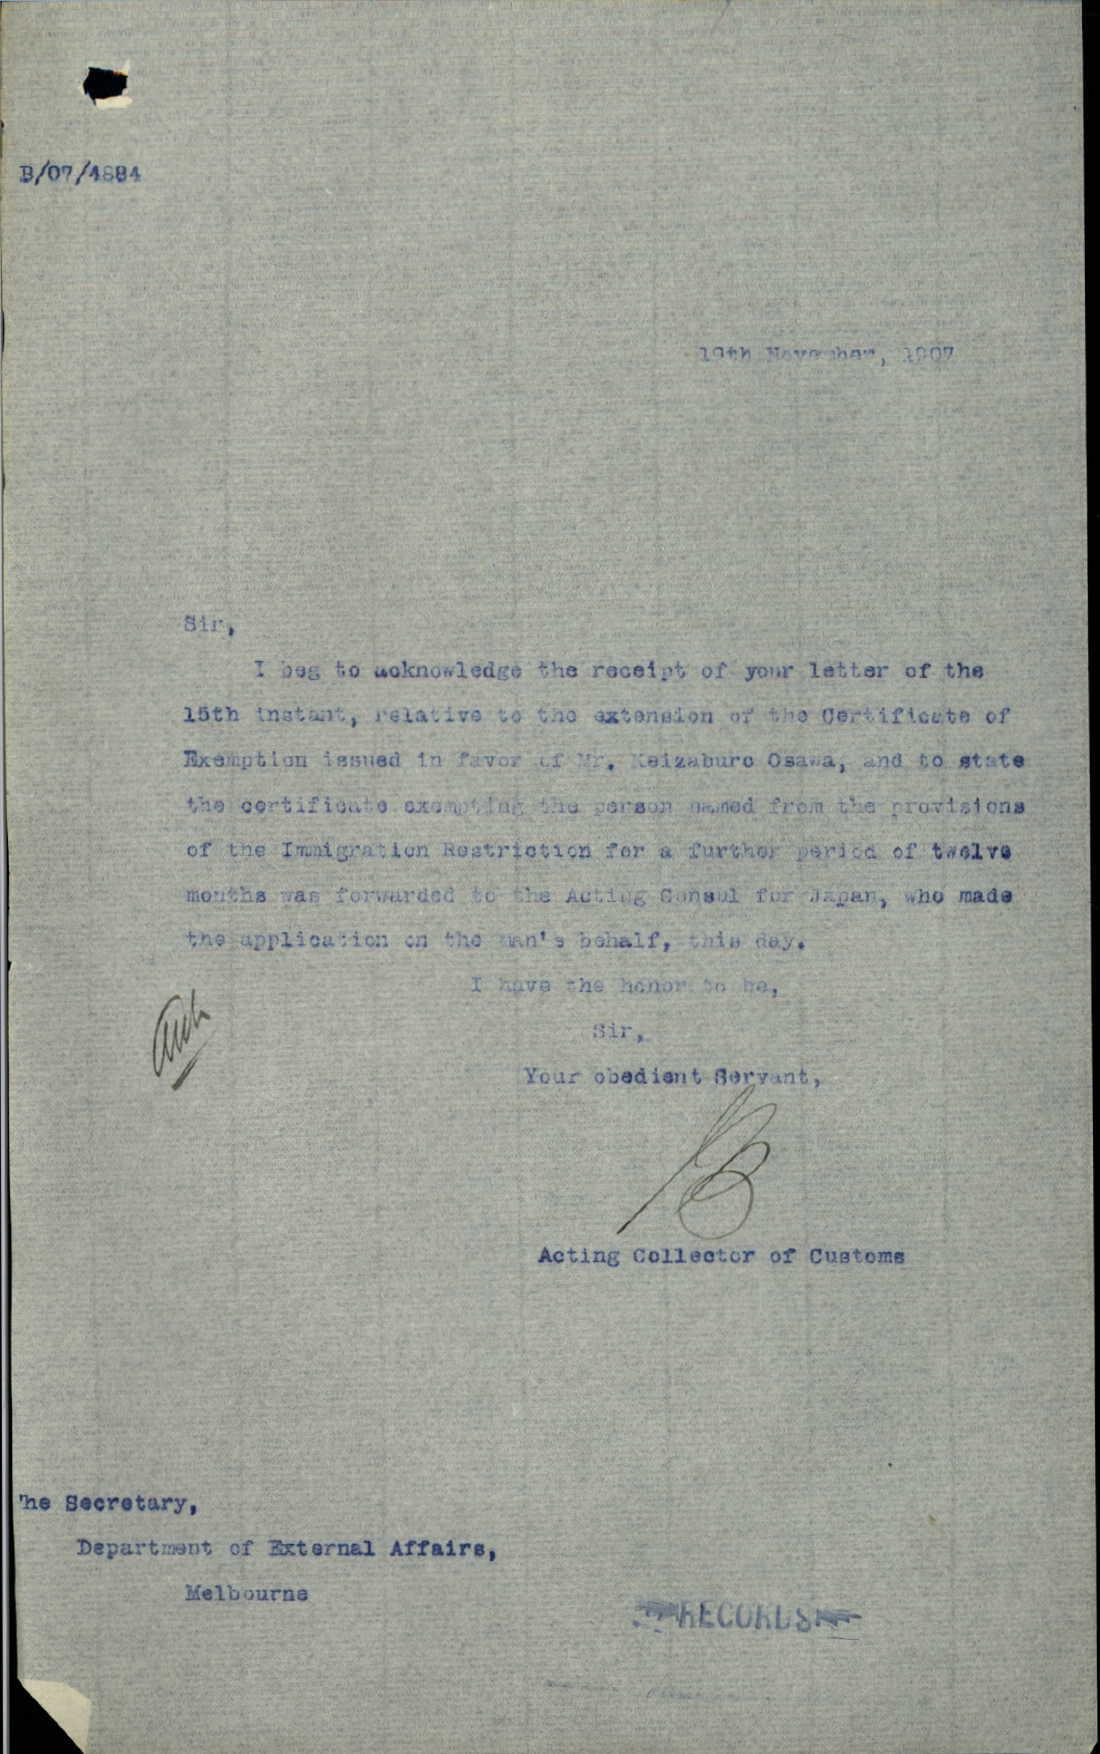 B/07/4884
19th November, 1907
Sir,
I beg to acknowledge the receipt of your letter of the
15th instant, relative to the extension of the Certificate of
Exemption issued in favor of Mr. Keizaburo Osawa, and to state
the certificate exempting the person named from the provisions
of the Immigration Restriction for a further period of twelve
months was forwarded to the Acting Consul for Japan, who made
the application on the man's behalf, this day.
I have the honor to be,
Sir,
Your obedient Servant,
Acting Collector of Customs
he Secretary,
Department of External Affairs,
Melbourne
RECORDS